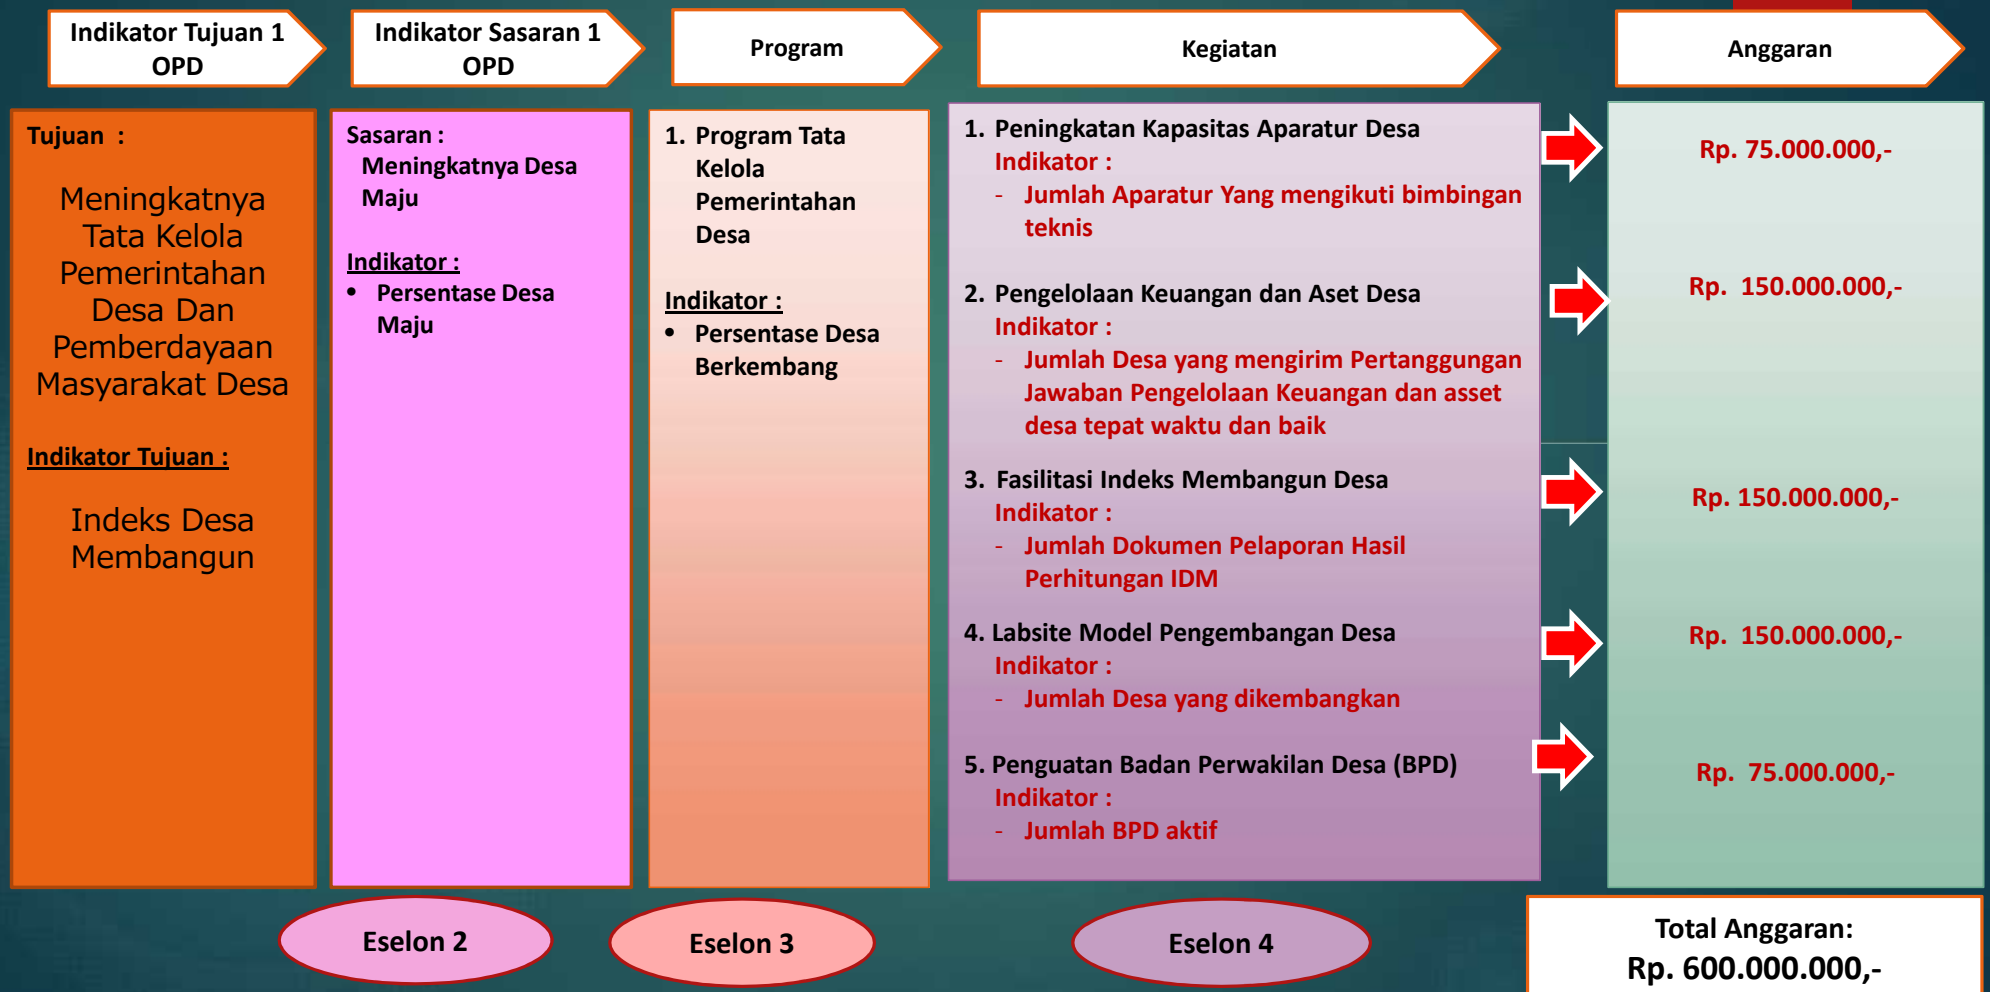 Indikator Tujuan 1
OPD
Indikator Sasaran 1
OPD
Program
Kegiatan
Anggaran
Tujuan :
Meningkatnya
Tata Kelola
Pemerintahan
Desa Dan
Pemberdayaan
Masyarakat Desa
Indikator Tujuan :
Indeks Desa
Membangun
Sasaran :
Meningkatnya Desa
Maju
Indikator :
• Persentase Desa
Maju
1. Program Tata
Kelola
Pemerintahan
Desa
Indikator :
• Persentase Desa
Berkembang
1. Peningkatan Kapasitas Aparatur Desa
Indikator :
- Jumlah Aparatur Yang mengikuti bimbingan
teknis
2. Pengelolaan Keuangan dan Aset Desa
Indikator :
- Jumlah Desa yang mengirim Pertanggungan
Jawaban Pengelolaan Keuangan dan asset
desa tepat waktu dan baik
3. Fasilitasi Indeks Membangun Desa
Indikator :
- Jumlah Dokumen Pelaporan Hasil
Perhitungan IDM
4. Labsite Model Pengembangan Desa
Indikator :
- Jumlah Desa yang dikembangkan
5. Penguatan Badan Perwakilan Desa (BPD)
Indikator :
- Jumlah BPD aktif
Rp. 75.000.000,-
Rp. 150.000.000,-
Rp. 150.000.000,-
Rp. 150.000.000,-
Rp. 75.000.000,-
Eselon 2
Eselon 3
Eselon 4
Total Anggaran:
Rp. 600.000.000,-